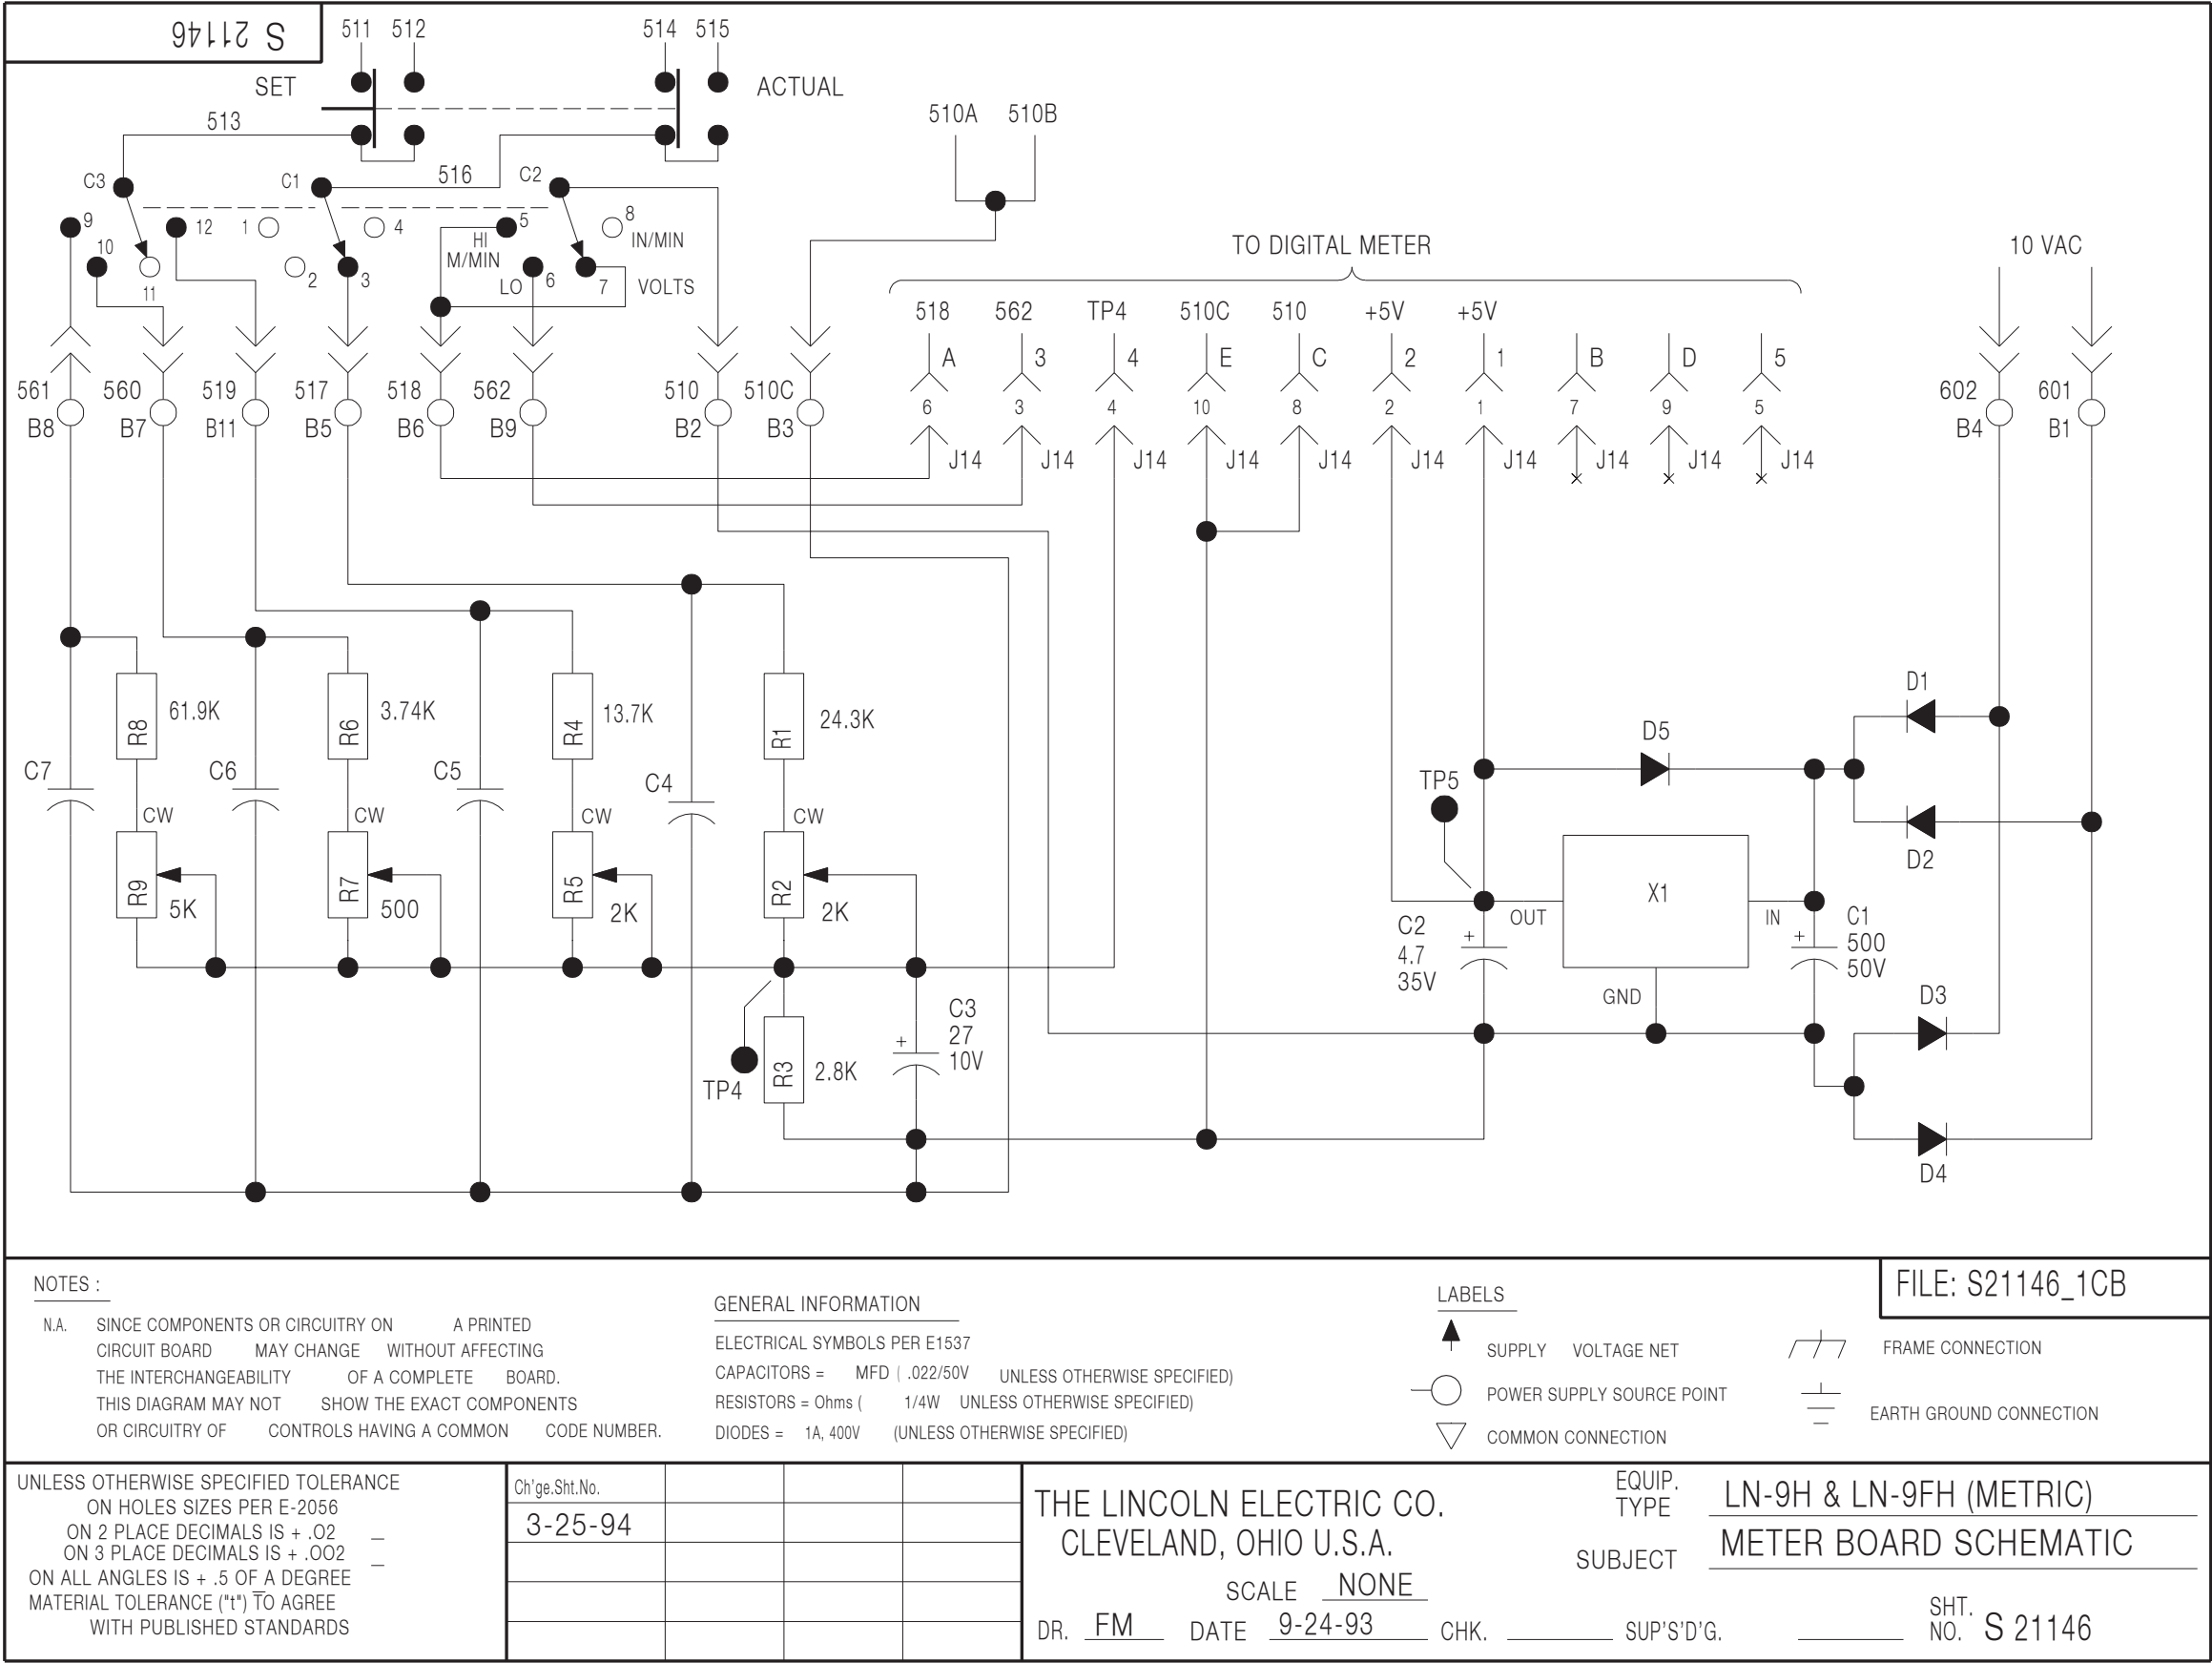 S 21146
511 512 514 515
SET ACTUAL
513
510A 510B
C3 C1 516 C2
9 12 1 4 5 8
10 HI IN/MIN
M/MIN
11 2 3 LO 6 7 VOLTS
TO DIGITAL METER 10 VAC
518 562 TP4 510C 510 +5V +5V
A 3 4 E C 2 1 B D 5
561 560 519 517 518 562 510 510C
B8 B7 B11 B5 B6 B9 B2 B3
6 3 4 10 8 2 1 7 9 5
J14 J14 J14 J14 J14 J14 J14 J14 J14 J14
602 601
B4 B1
R8 61.9K R6 3.74K R4 13.7K R1 24.3K
C7 C6 C5 C4
CW CW CW CW
R9 5K R7 500 R5 2K R2 2K
D1
D5
TP5
D2
X1
OUT IN
GND
C2
+ 4.7
35V
C1
+ 500
50V
C3
+ 27
10V
TP4
R3 2.8K
D3
D4
NOTES :
N.A. SINCE COMPONENTS OR CIRCUITRY ON A PRINTED
CIRCUIT BOARD MAY CHANGE WITHOUT AFFECTING
THE INTERCHANGEABILITY OF A COMPLETE BOARD.
THIS DIAGRAM MAY NOT SHOW THE EXACT COMPONENTS
OR CIRCUITRY OF CONTROLS HAVING A COMMON CODE NUMBER.
GENERAL INFORMATION
ELECTRICAL SYMBOLS PER E1537
CAPACITORS = MFD ( .022/50V UNLESS OTHERWISE SPECIFIED)
RESISTORS = Ohms ( 1/4W UNLESS OTHERWISE SPECIFIED)
DIODES = 1A, 400V (UNLESS OTHERWISE SPECIFIED)
LABELS
SUPPLY VOLTAGE NET
POWER SUPPLY SOURCE POINT
COMMON CONNECTION
FILE: S21146_1CB
FRAME CONNECTION
EARTH GROUND CONNECTION
UNLESS OTHERWISE SPECIFIED TOLERANCE
ON HOLES SIZES PER E-2056
ON 2 PLACE DECIMALS IS + .O2
ON 3 PLACE DECIMALS IS + .OO2
ON ALL ANGLES IS + .5 OF A DEGREE
MATERIAL TOLERANCE ("t") TO AGREE
WITH PUBLISHED STANDARDS
Ch'ge.Sht.No.
3-25-94
THE LINCOLN ELECTRIC CO.
CLEVELAND, OHIO U.S.A.
SCALE NONE
DR. FM DATE 9-24-93 CHK. SUP'S'D'G.
EQUIP.
TYPE LN-9H & LN-9FH (METRIC)
SUBJECT METER BOARD SCHEMATIC
SHT.
NO. S 21146